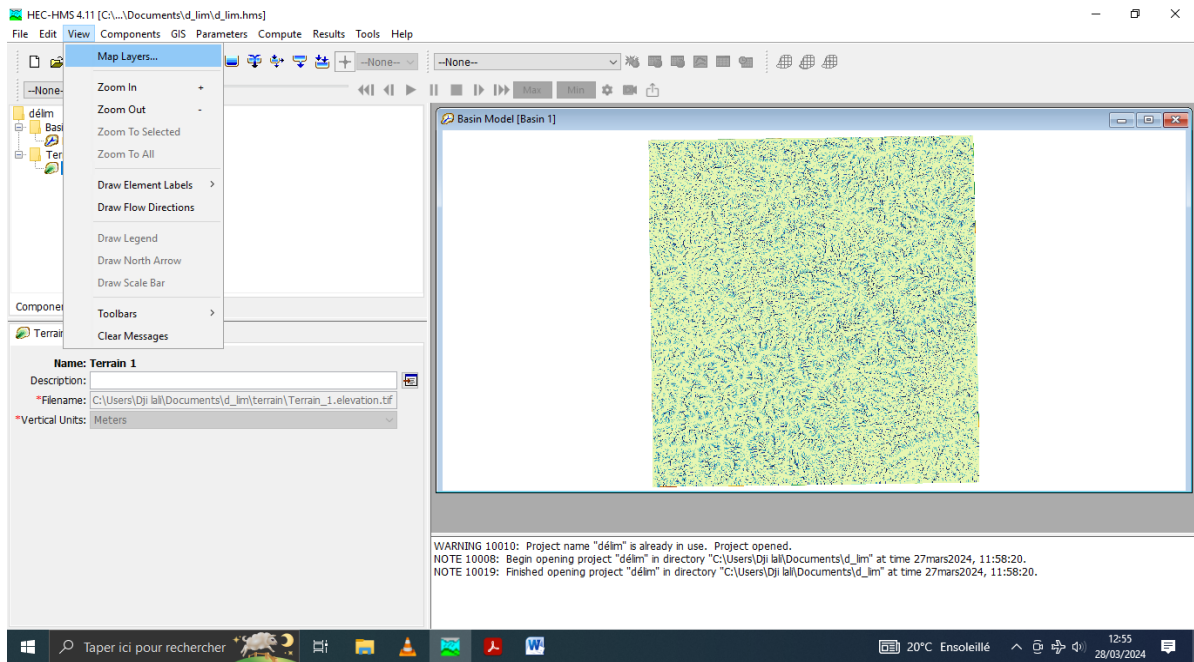 HEC-HMS 4.11 [C:\...\Documents\d_lim\d_lim.hms]
File Edit View Components GIS Parameters Compute Results Tools Help
Map Layers...
Zoom In +
Zoom Out -
Zoom To Selected
Zoom To All
Draw Element Labels >
Draw Flow Directions
Draw Legend
Draw North Arrow
Draw Scale Bar
Toolbars >
Clear Messages
--None--
--None--
--None-
Max Min
délim
Basi
Ter
Componer
Basin Model [Basin 1]
Terrain
Name: Terrain 1
Description:
*Filename: C:\Users\Dji lali\Documents\d_lim\terrain\Terrain_1.elevation.tif
*Vertical Units: Meters
WARNING 10010: Project name "délim" is already in use. Project opened.
NOTE 10008: Begin opening project "délim" in directory "C:\Users\Dji lali\Documents\d_lim" at time 27mars2024, 11:58:20.
NOTE 10019: Finished opening project "délim" in directory "C:\Users\Dji lali\Documents\d_lim" at time 27mars2024, 11:58:20.
Taper ici pour rechercher
20°C Ensoleillé
12:55
28/03/2024